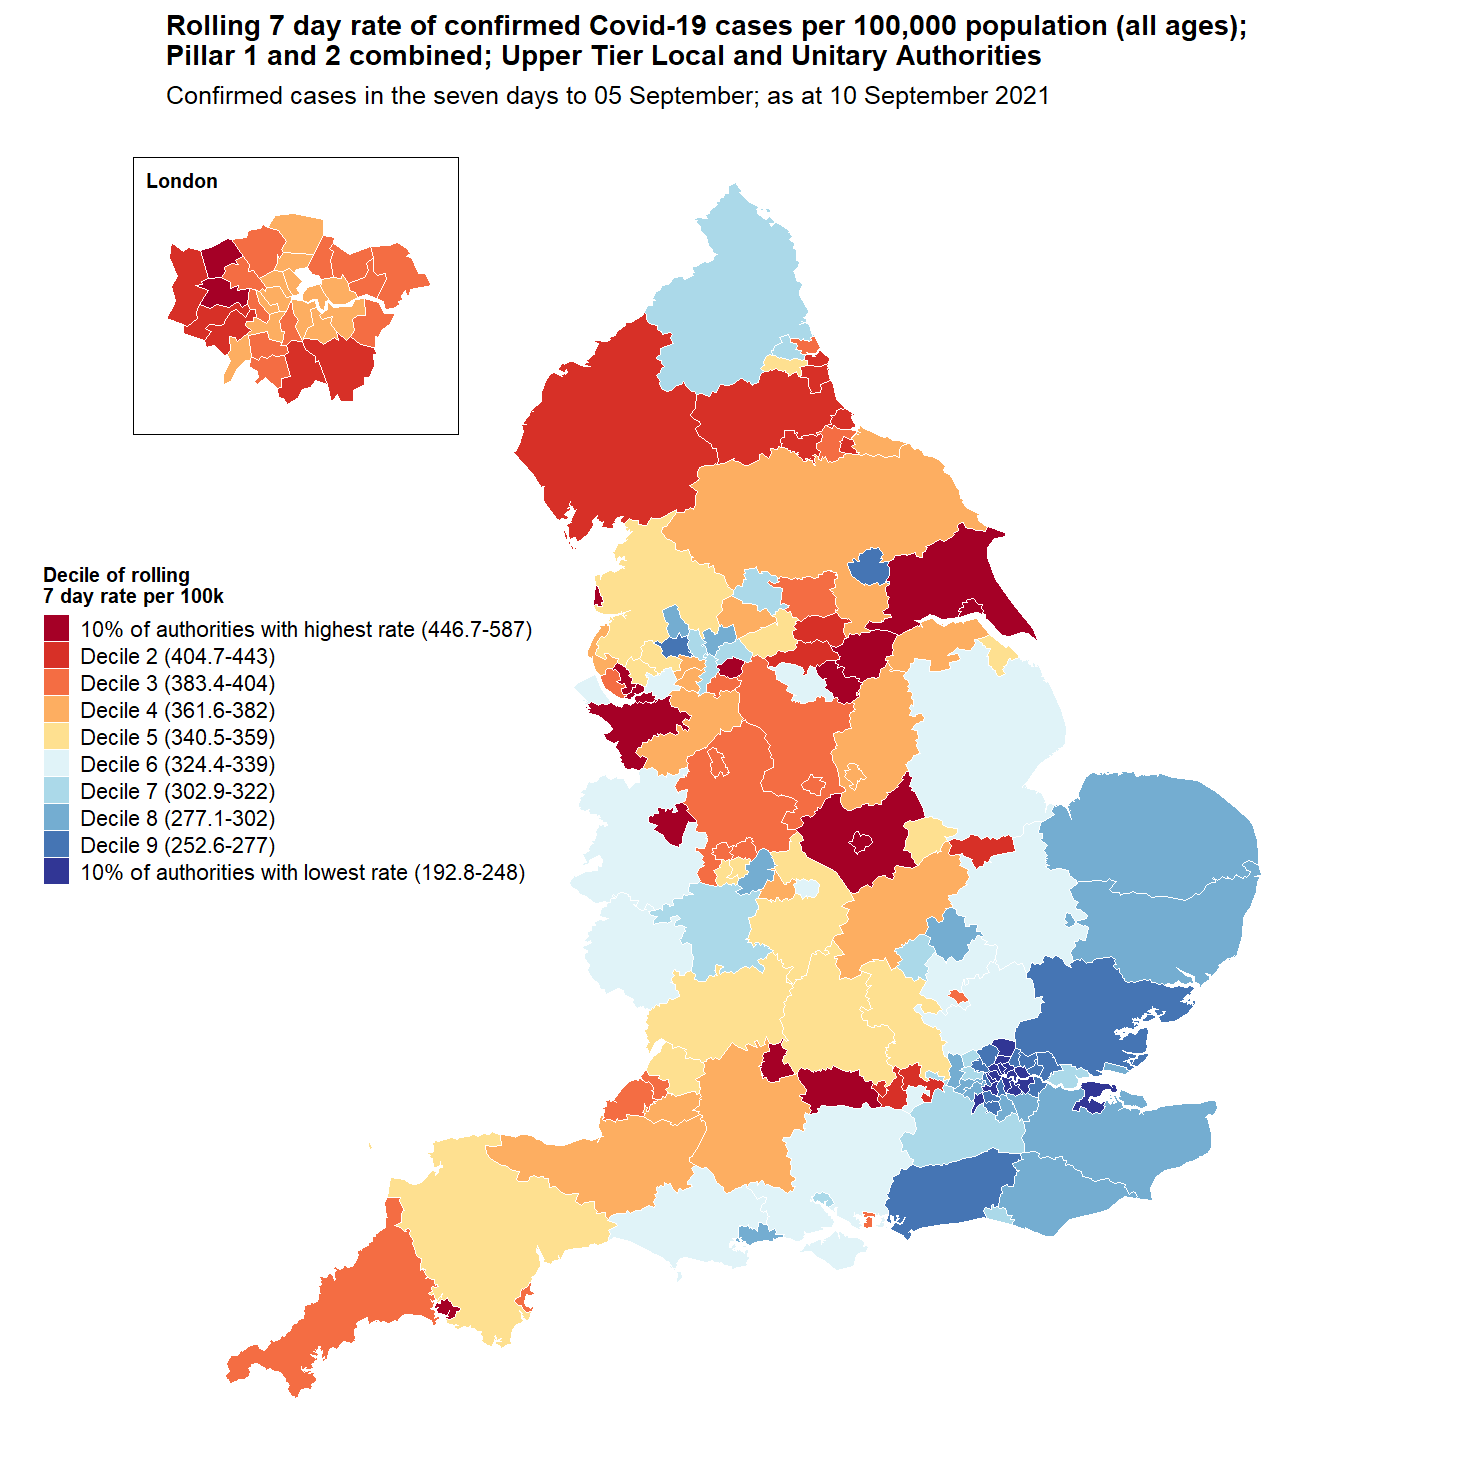 Rolling 7 day rate of confirmed Covid-19 cases per 100,000 population (all ages);
Pillar 1 and 2 combined; Upper Tier Local and Unitary Authorities
Confirmed cases in the seven days to 05 September; as at 10 September 2021
London
Decile of rolling
7 day rate per 100k
10% of authorities with highest rate (446.7-587)
Decile 2 (404.7-443)
Decile 3 (383.4-404)
Decile 4 (361.6-382)
Decile 5 (340.5-359)
Decile 6 (324.4-339)
Decile 7 (302.9-322)
Decile 8 (277.1-302)
Decile 9 (252.6-277)
10% of authorities with lowest rate (192.8-248)